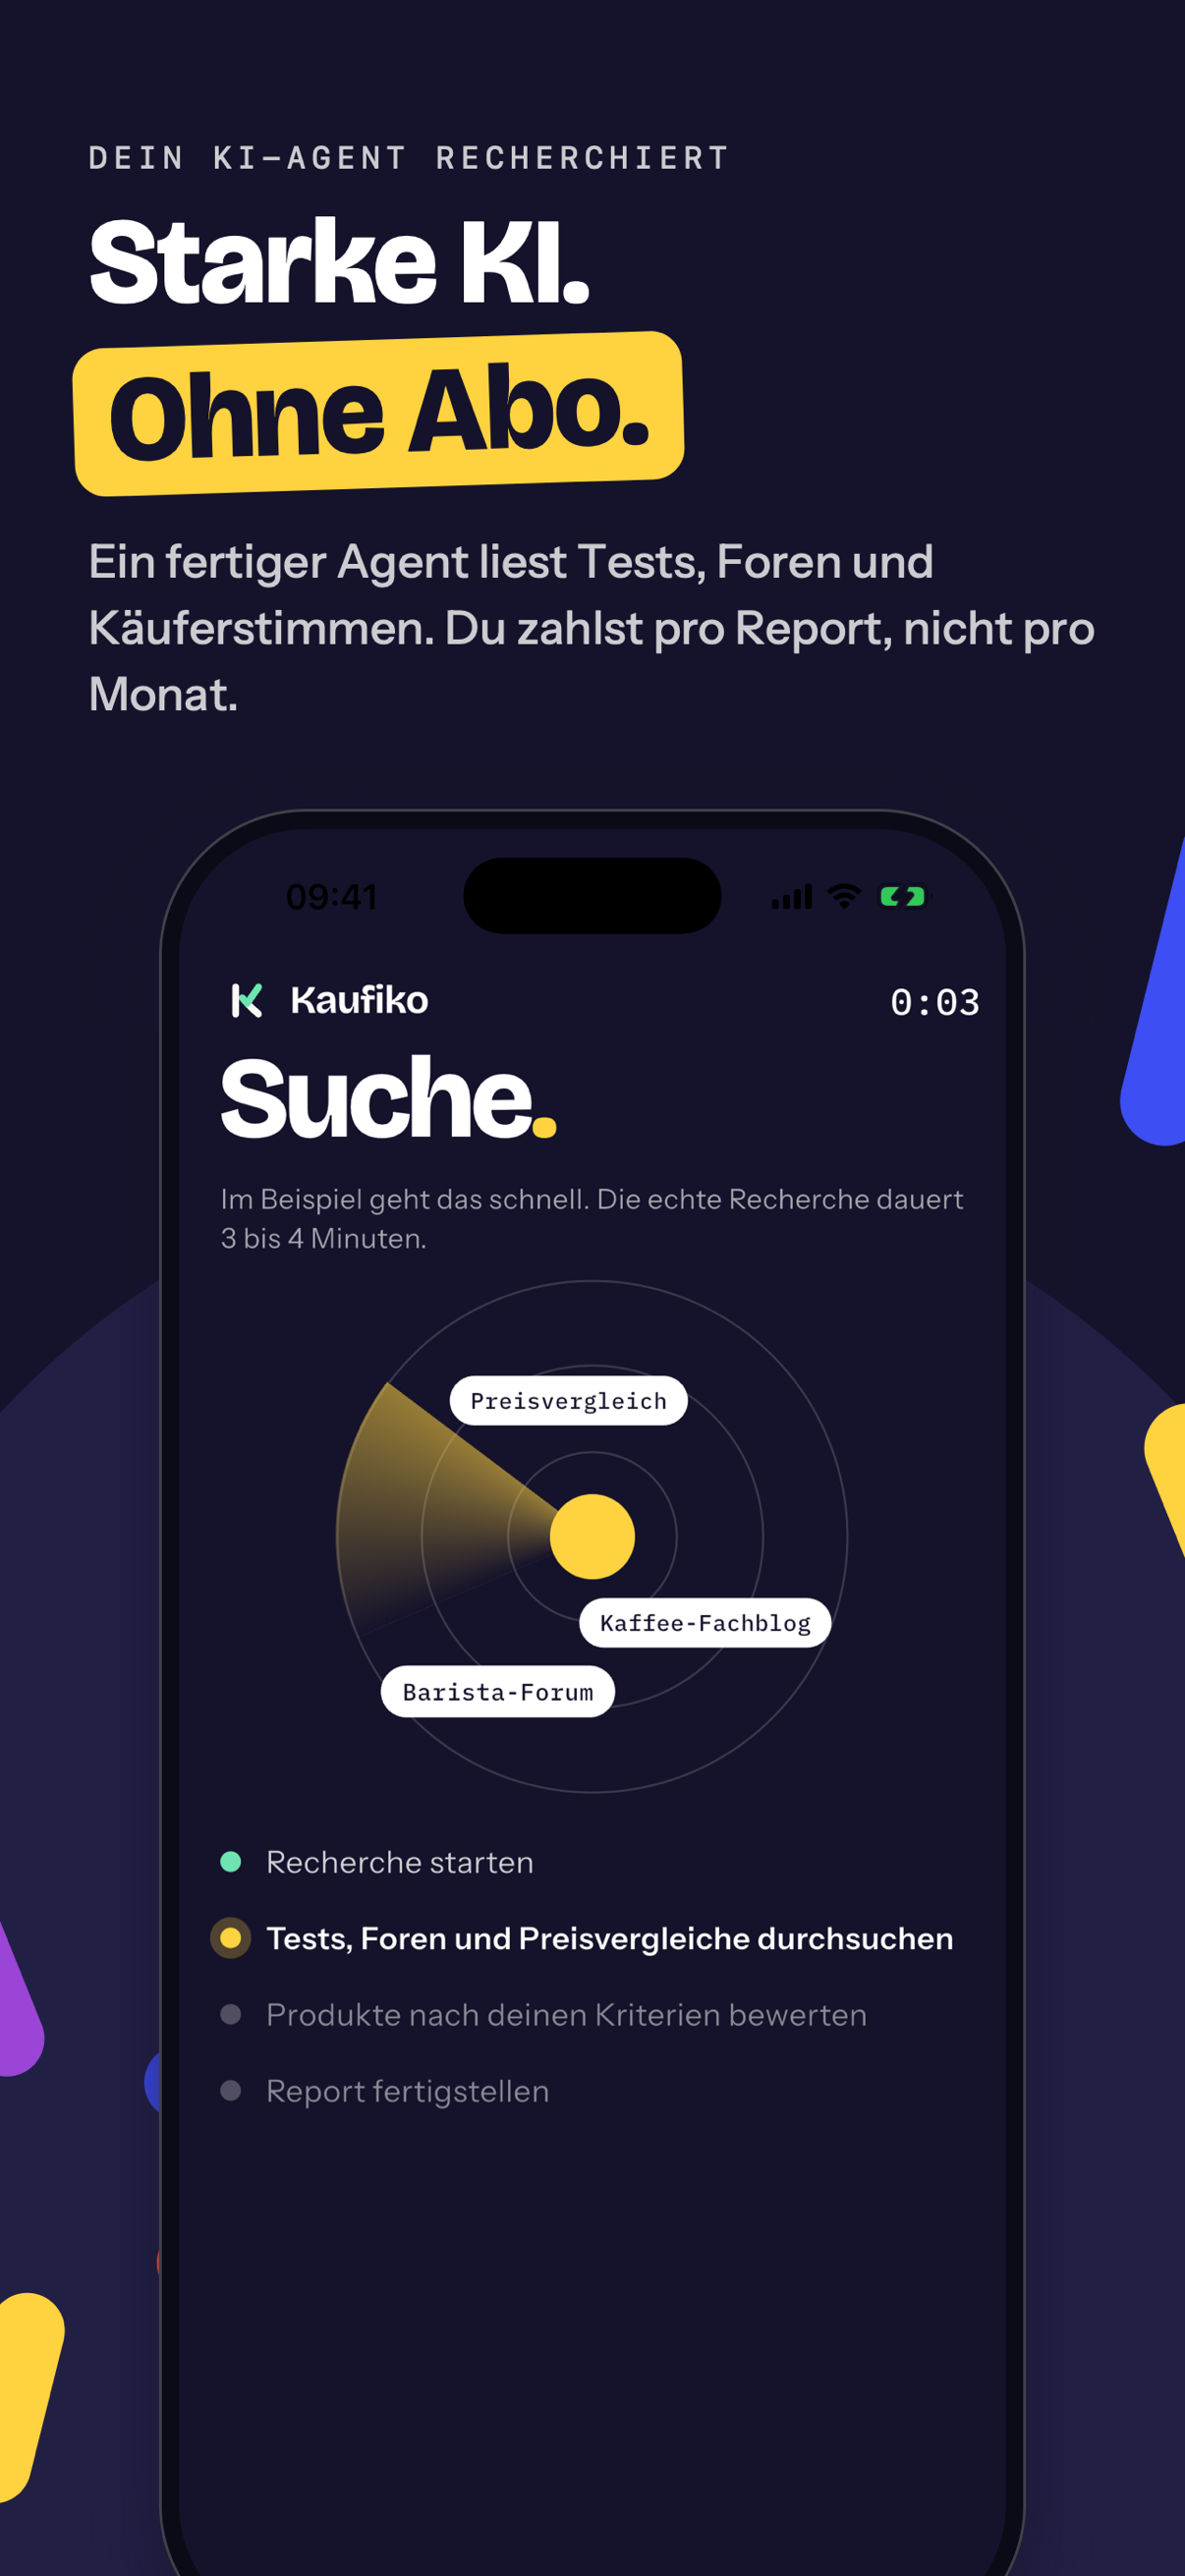 DEIN KI–AGENT RECHERCHIERT
Starke KI.
Ohne Abo.
Ein fertiger Agent liest Tests, Foren und
Käuferstimmen. Du zahlst pro Report, nicht pro
Monat.
09:41
Kaufiko
0:03
Suche.
Im Beispiel geht das schnell. Die echte Recherche dauert
3 bis 4 Minuten.
Preisvergleich
Kaffee-Fachblog
Barista-Forum
Recherche starten
Tests, Foren und Preisvergleiche durchsuchen
Produkte nach deinen Kriterien bewerten
Report fertigstellen